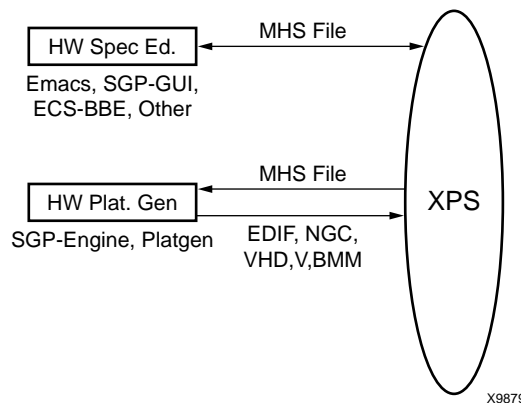 HW Spec Ed.
MHS File
Emacs, SGP-GUI,
ECS-BBE, Other
MHS File
HW Plat. Gen
XPS
SGP-Engine, Platgen
EDIF, NGC,
VHD,V,BMM
X9879